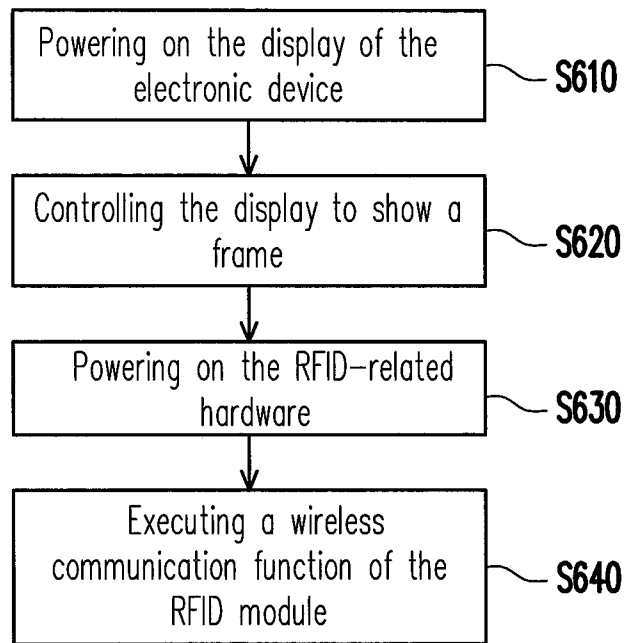 Powering on the display of the
electronic device
S610
Controlling the display to show a
frame
S620
Powering on the RFID-related
hardware
S630
Executing a wireless
communication function of the
RFID module
S640